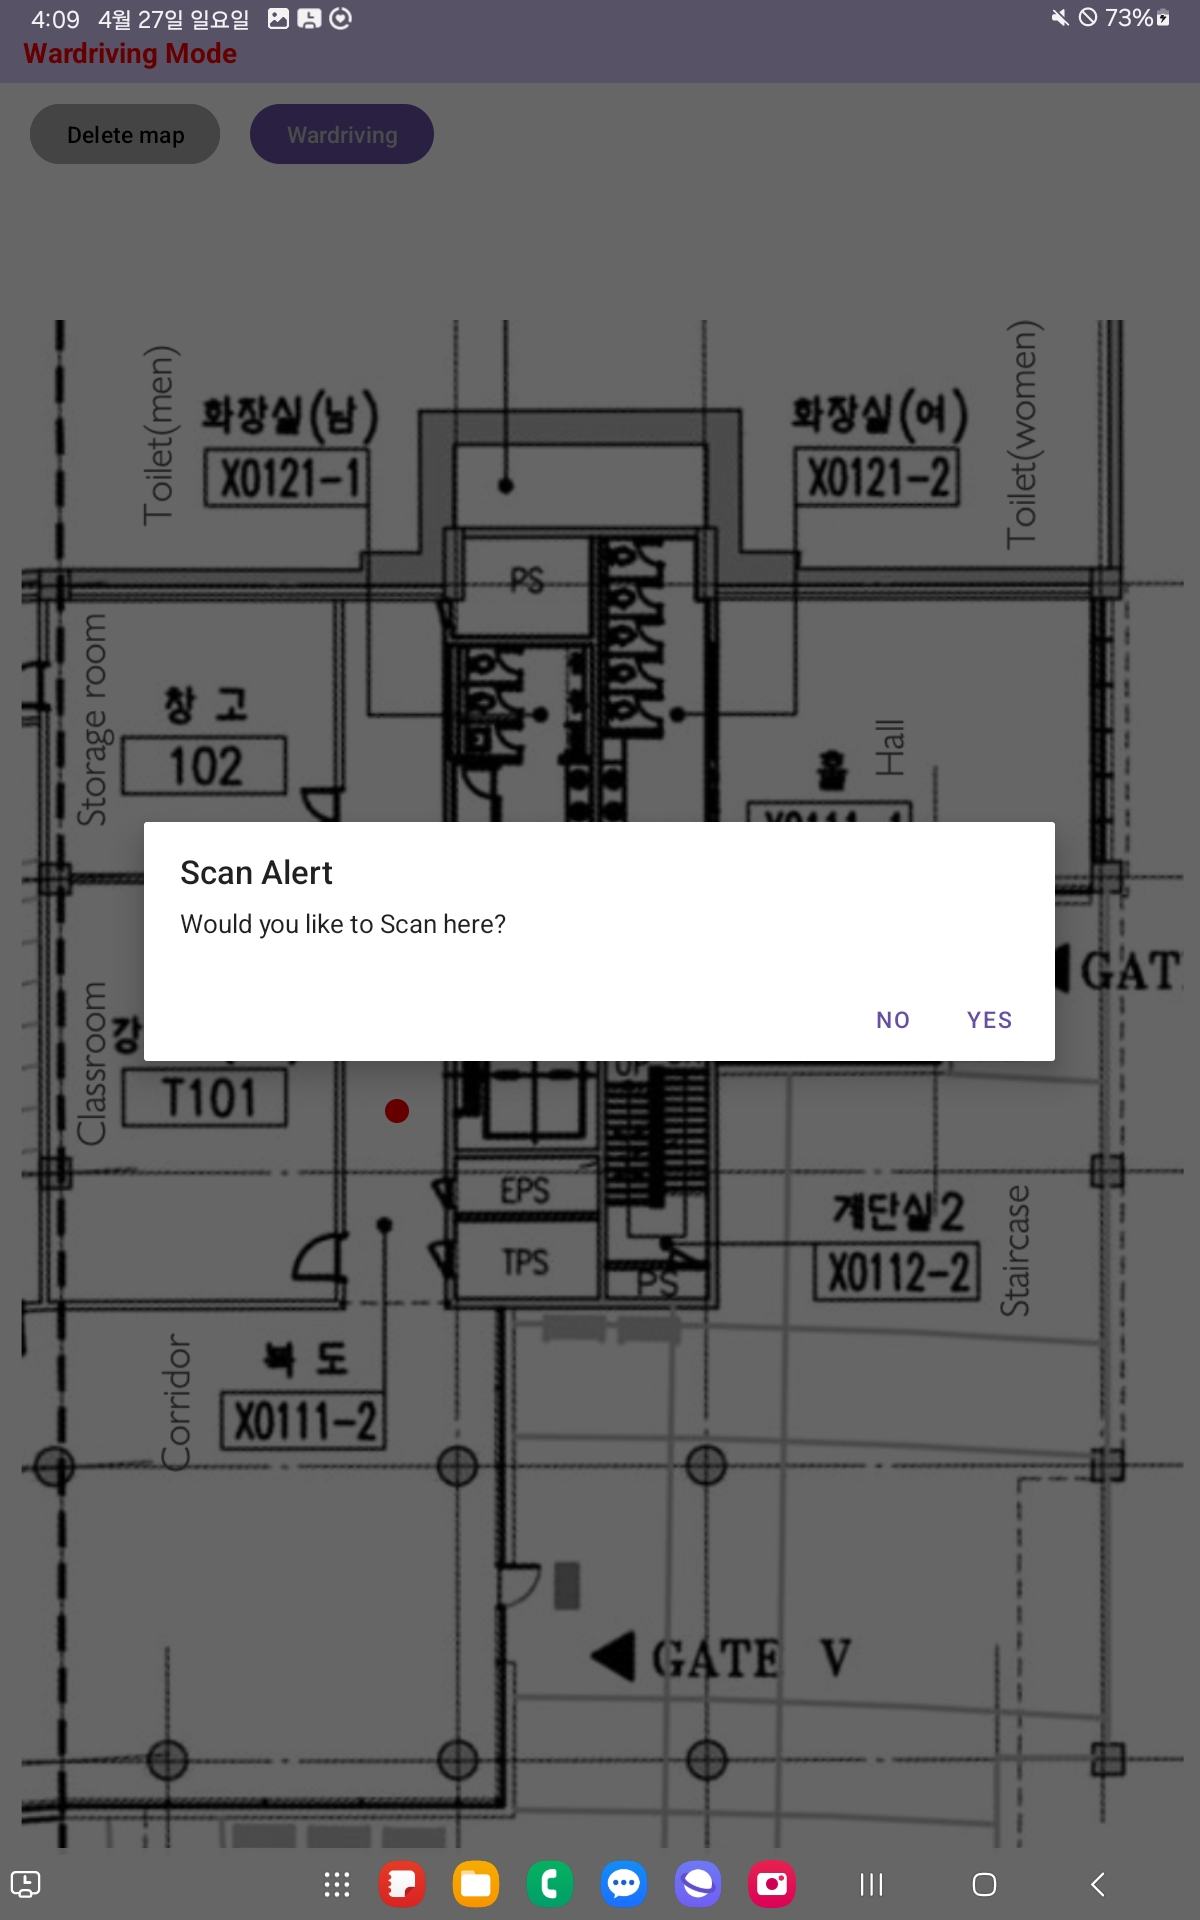 4:09 4월 27일 일요일 73%
Wardriving Mode
Delete map Wardriving
Toilet(men)
화장실(남)
X0121-1
화장실(여)
X0121-2
Toilet(women)
PS
Storage room
창 고
102
홀
Hall
Scan Alert
Would you like to Scan here?
NO YES
GAT
Classroom
강
T101
EPS
TPS
PS
계단실2
X0112-2
Staircase
Corridor
복 도
X0111-2
GATE V